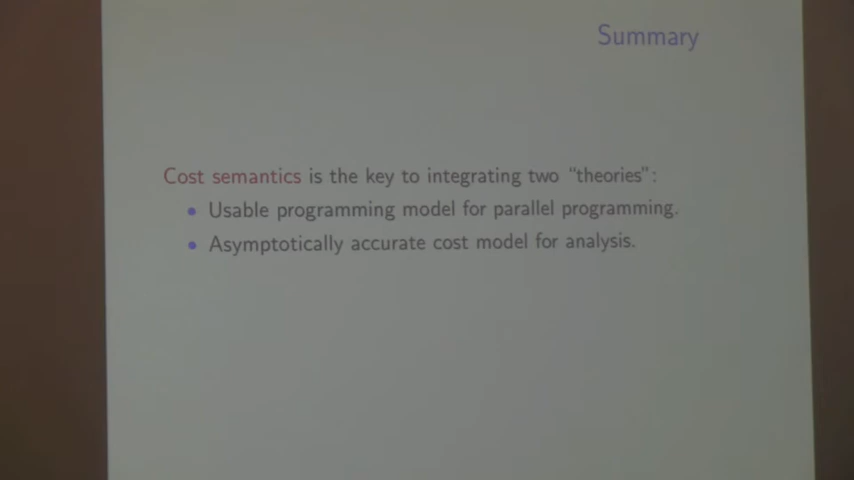 Summary
Cost semantics is the key to integrating two “theories”:
• Usable programming model for parallel programming.
• Asymptotically accurate cost model for analysis.